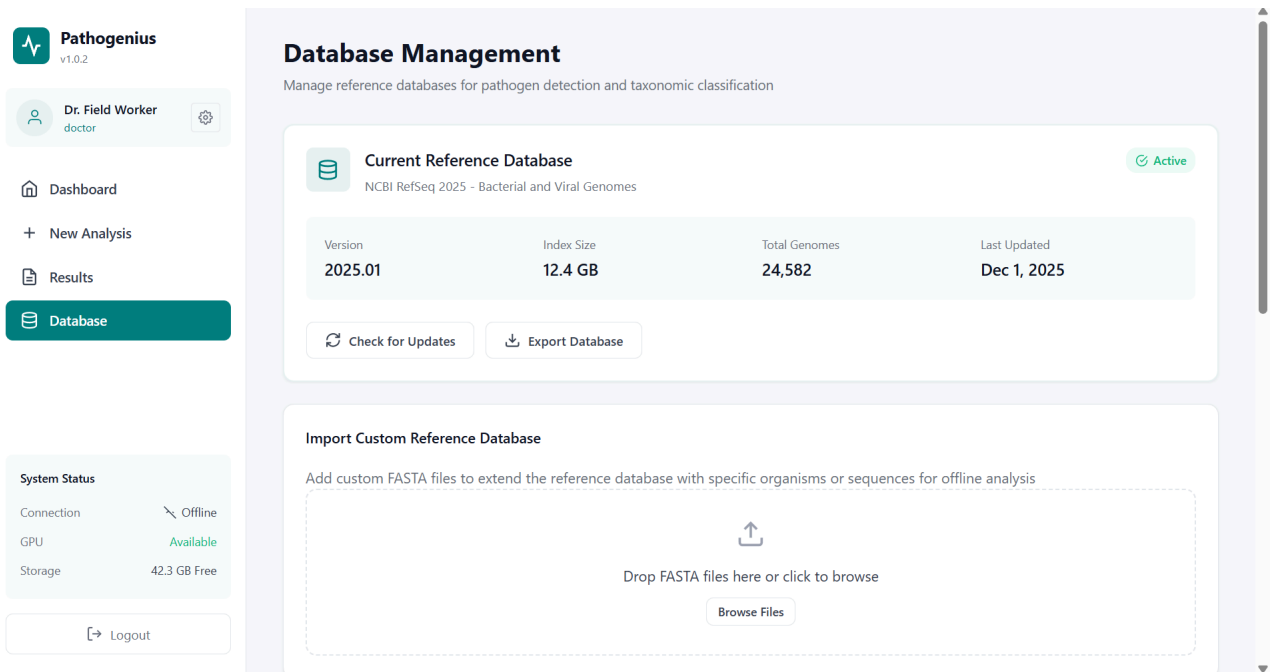 Pathogenius
v1.0.2
Dr. Field Worker
doctor
Dashboard
New Analysis
Results
Database
System Status
Connection Offline
GPU Available
Storage 42.3 GB Free
Logout
Database Management
Manage reference databases for pathogen detection and taxonomic classification
Current Reference Database
NCBI RefSeq 2025 - Bacterial and Viral Genomes
Active
Version Index Size Total Genomes Last Updated
2025.01 12.4 GB 24,582 Dec 1, 2025
Check for Updates Export Database
Import Custom Reference Database
Add custom FASTA files to extend the reference database with specific organisms or sequences for offline analysis
Drop FASTA files here or click to browse
Browse Files